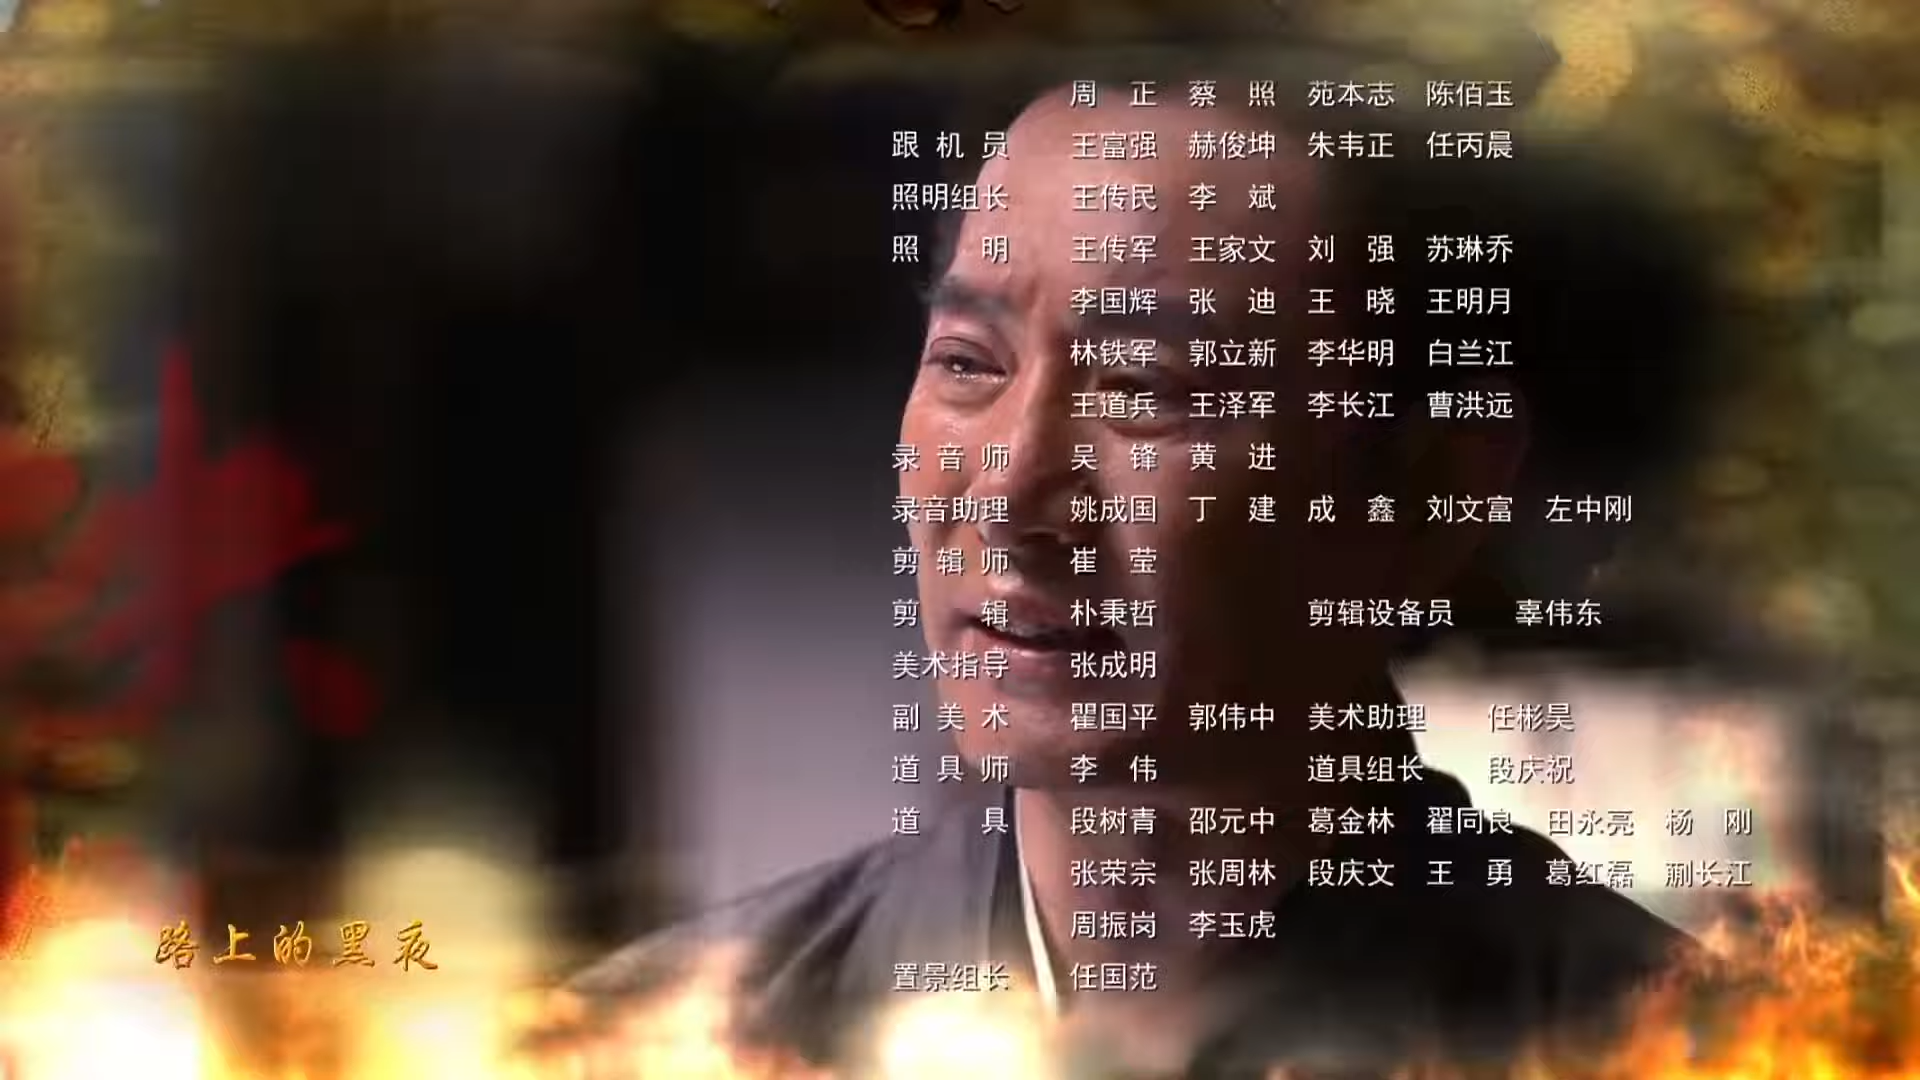 周 正 蔡 照 苑本志 陈佰玉
跟机员 王富强 赫俊坤 朱韦正 任丙晨
照明组长 王传民 李 斌
照 明 王传军 王家文 刘 强 苏琳乔
李国辉 张 迪 王 晓 王明月
林铁军 郭立新 李华明 白兰江
王道兵 王泽军 李长江 曹洪远
录音师 吴 锋 黄 进
录音助理 姚成国 丁 建 成 鑫 刘文富 左中刚
剪辑师 崔 莹
剪 辑 朴秉哲 剪辑设备员 辜伟东
美术指导 张成明
副美术 瞿国平 郭伟中 美术助理 任彬昊
道具师 李 伟 道具组长 段庆祝
道 具 段树青 邵元中 葛金林 翟同良 田永亮 杨 刚
张荣宗 张周林 段庆文 王 勇 葛红磊 蒯长江
周振岗 李玉虎
置景组长 任国范
路上的黑夜